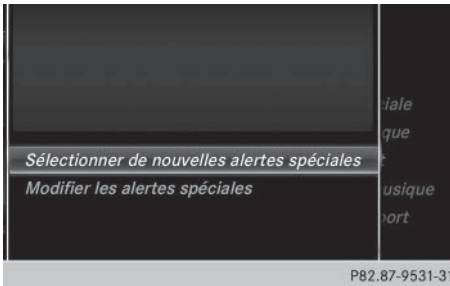 Sélectionner de nouvelles alertes spéciales
Modifier les alertes spéciales
P82.87-9531-31